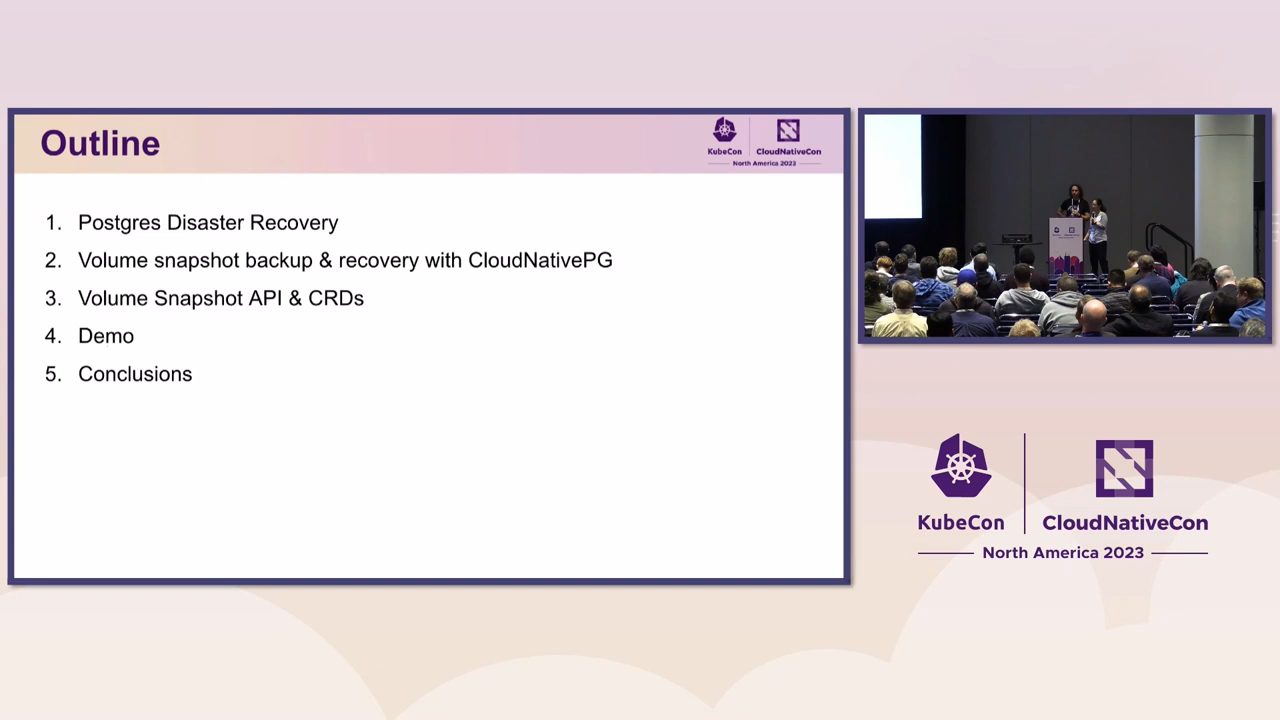 Outline
KubeCon
CloudNativeCon
North America 2023
1. Postgres Disaster Recovery
2. Volume snapshot backup & recovery with CloudNativePG
3. Volume Snapshot API & CRDs
4. Demo
5. Conclusions
KubeCon
CloudNativeCon
North America 2023